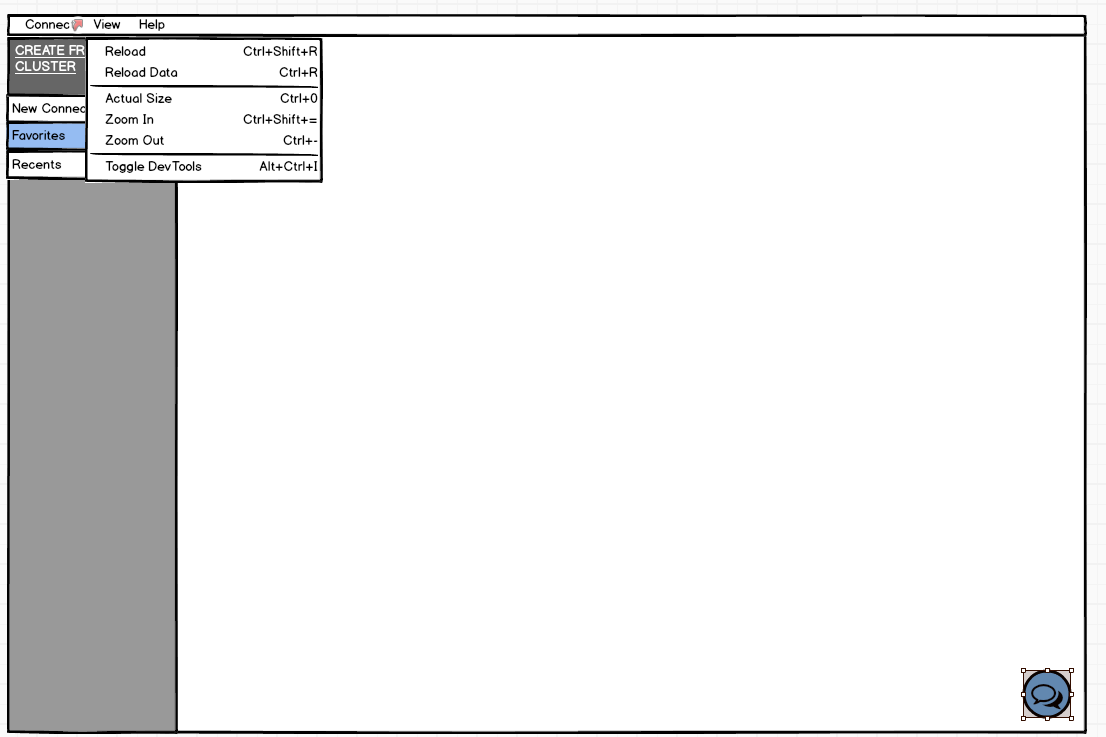 Connec View Help
CREATE FR
CLUSTER
New Connec
Favorites
Recents
Reload Ctrl+Shift+R
Reload Data Ctrl+R
Actual Size Ctrl+0
Zoom In Ctrl+Shift+=
Zoom Out Ctrl+-
Toggle DevTools Alt+Ctrl+I